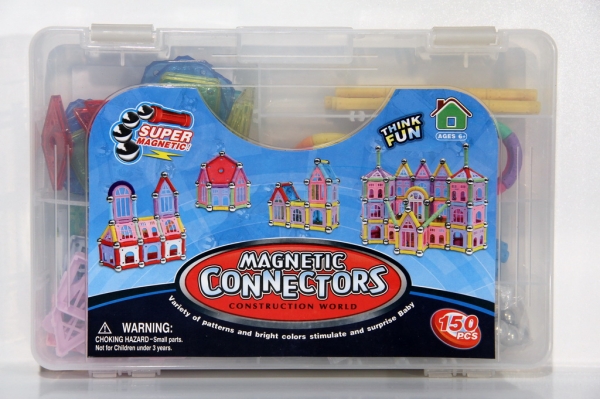 SUPER
MAGNETIC!
THINK
FUN
AGES 6+
MAGNETIC
CONNECTORS
CONSTRUCTION WORLD
Variety of patterns and bright colors stimulate and surprise Baby
WARNING:
CHOKING HAZARD-Small parts.
Not for Children under 3 years.
150
PCS